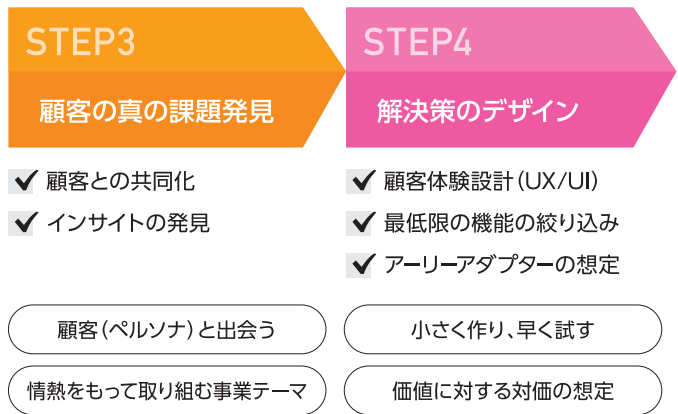 STEP3
顧客の真の課題発見
顧客との共同化
インサイトの発見
顧客(ペルソナ)と出会う
情熱をもって取り組む事業テーマ
STEP4
解決策のデザイン
顧客体験設計(UX/UI)
最低限の機能の絞り込み
アーリーアダプターの想定
小さく作り、早く試す
価値に対する対価の想定